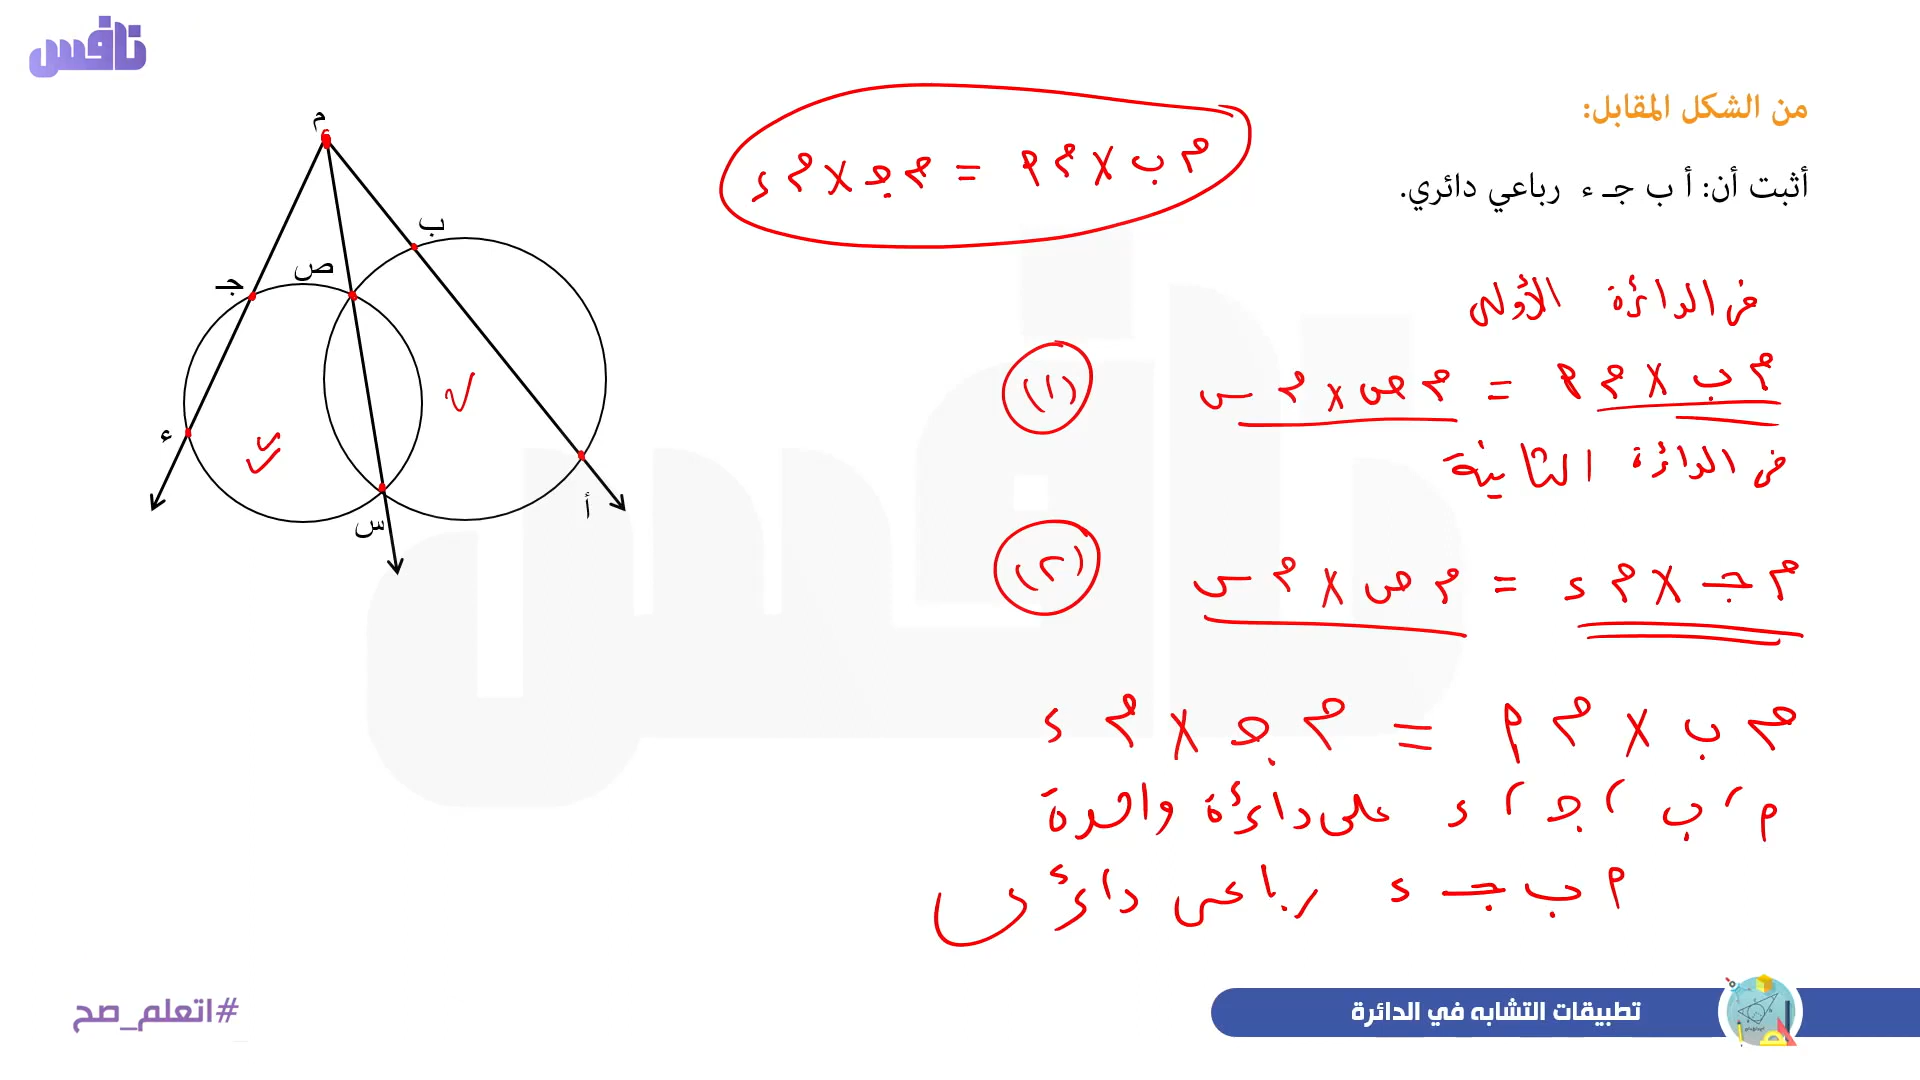 نافس
من الشكل المقابل:
أثبت أن: أ ب جـ ء رباعي دائري.
م ب × م أ = م جـ × م ء
م
ب
ص
جـ
ء
س
أ
في الدائرة الأولى
م ب × م أ = م ص × م س (١)
في الدائرة الثانية
م جـ × م ء = م ص × م س (٢)
م ب × م أ = م جـ × م ء
أ، ب، جـ، ء على دائرة واحدة
أ ب جـ ء رباعي دائري
تطبيقات التشابه في الدائرة
#اتعلم_صح